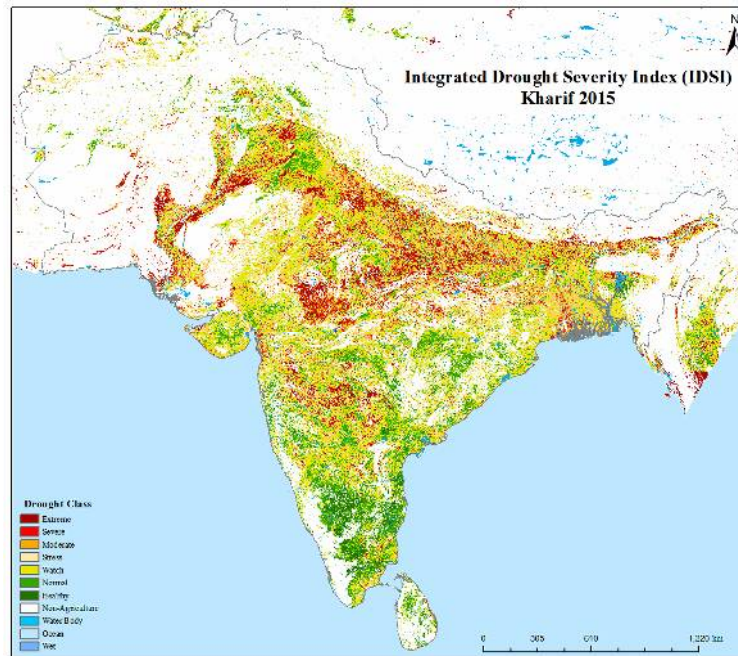 N
Integrated Drought Severity Index (IDSI)
Kharif 2015
Drought Class
Extreme
Severe
Moderate
Stress
Watch
Normal
Healthy
Non-Agriculture
Water Body
Ocean
Wet
0 305 610 1,220 km